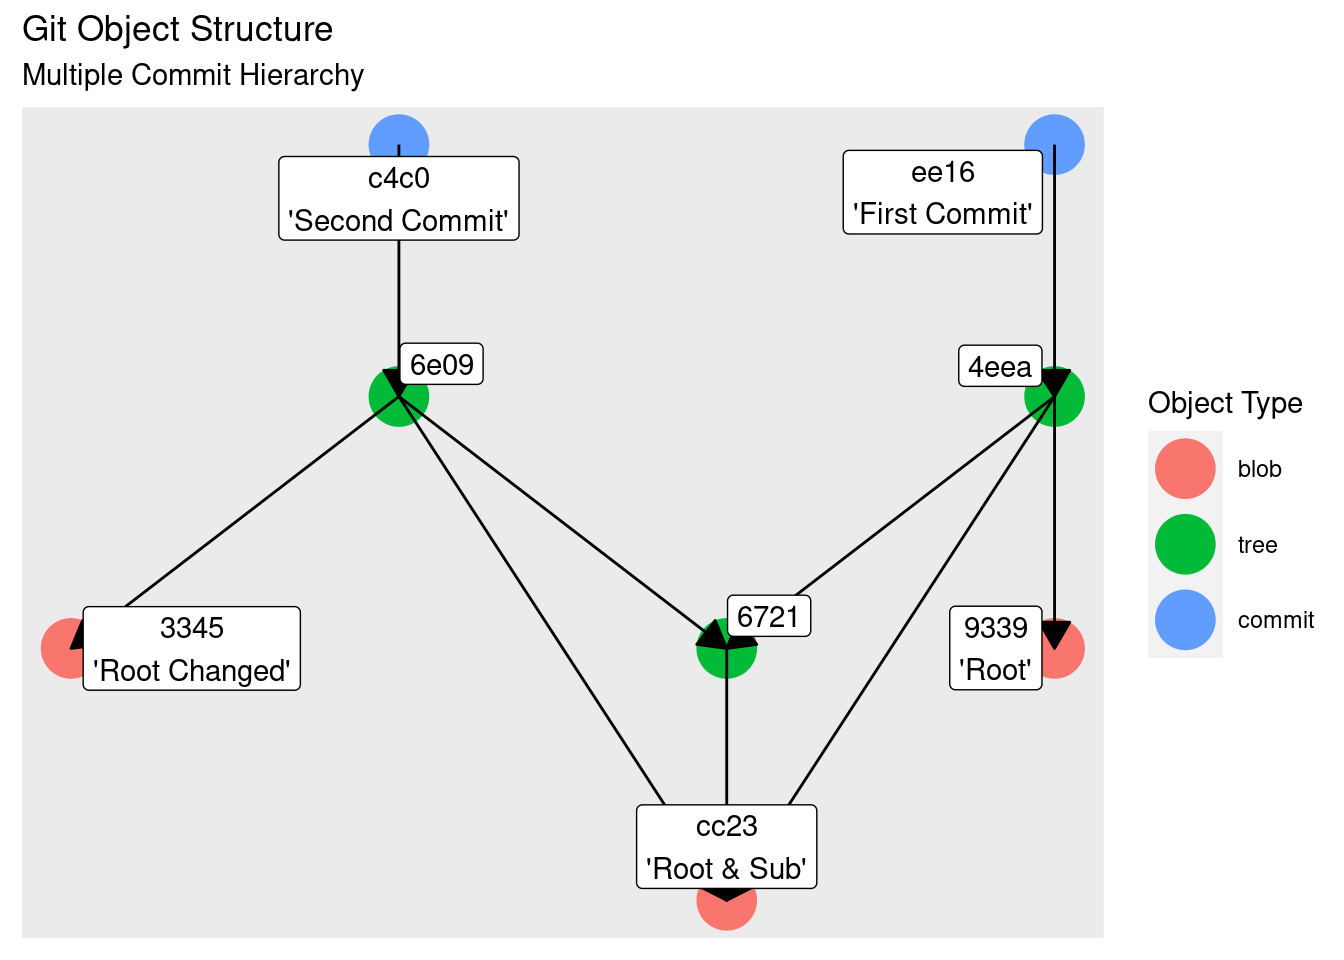 Git Object Structure
Multiple Commit Hierarchy
c4c0
'Second Commit'
ee16
'First Commit'
6e09
4eea
3345
'Root Changed'
6721
9339
'Root'
cc23
'Root & Sub'
Object Type
blob
tree
commit